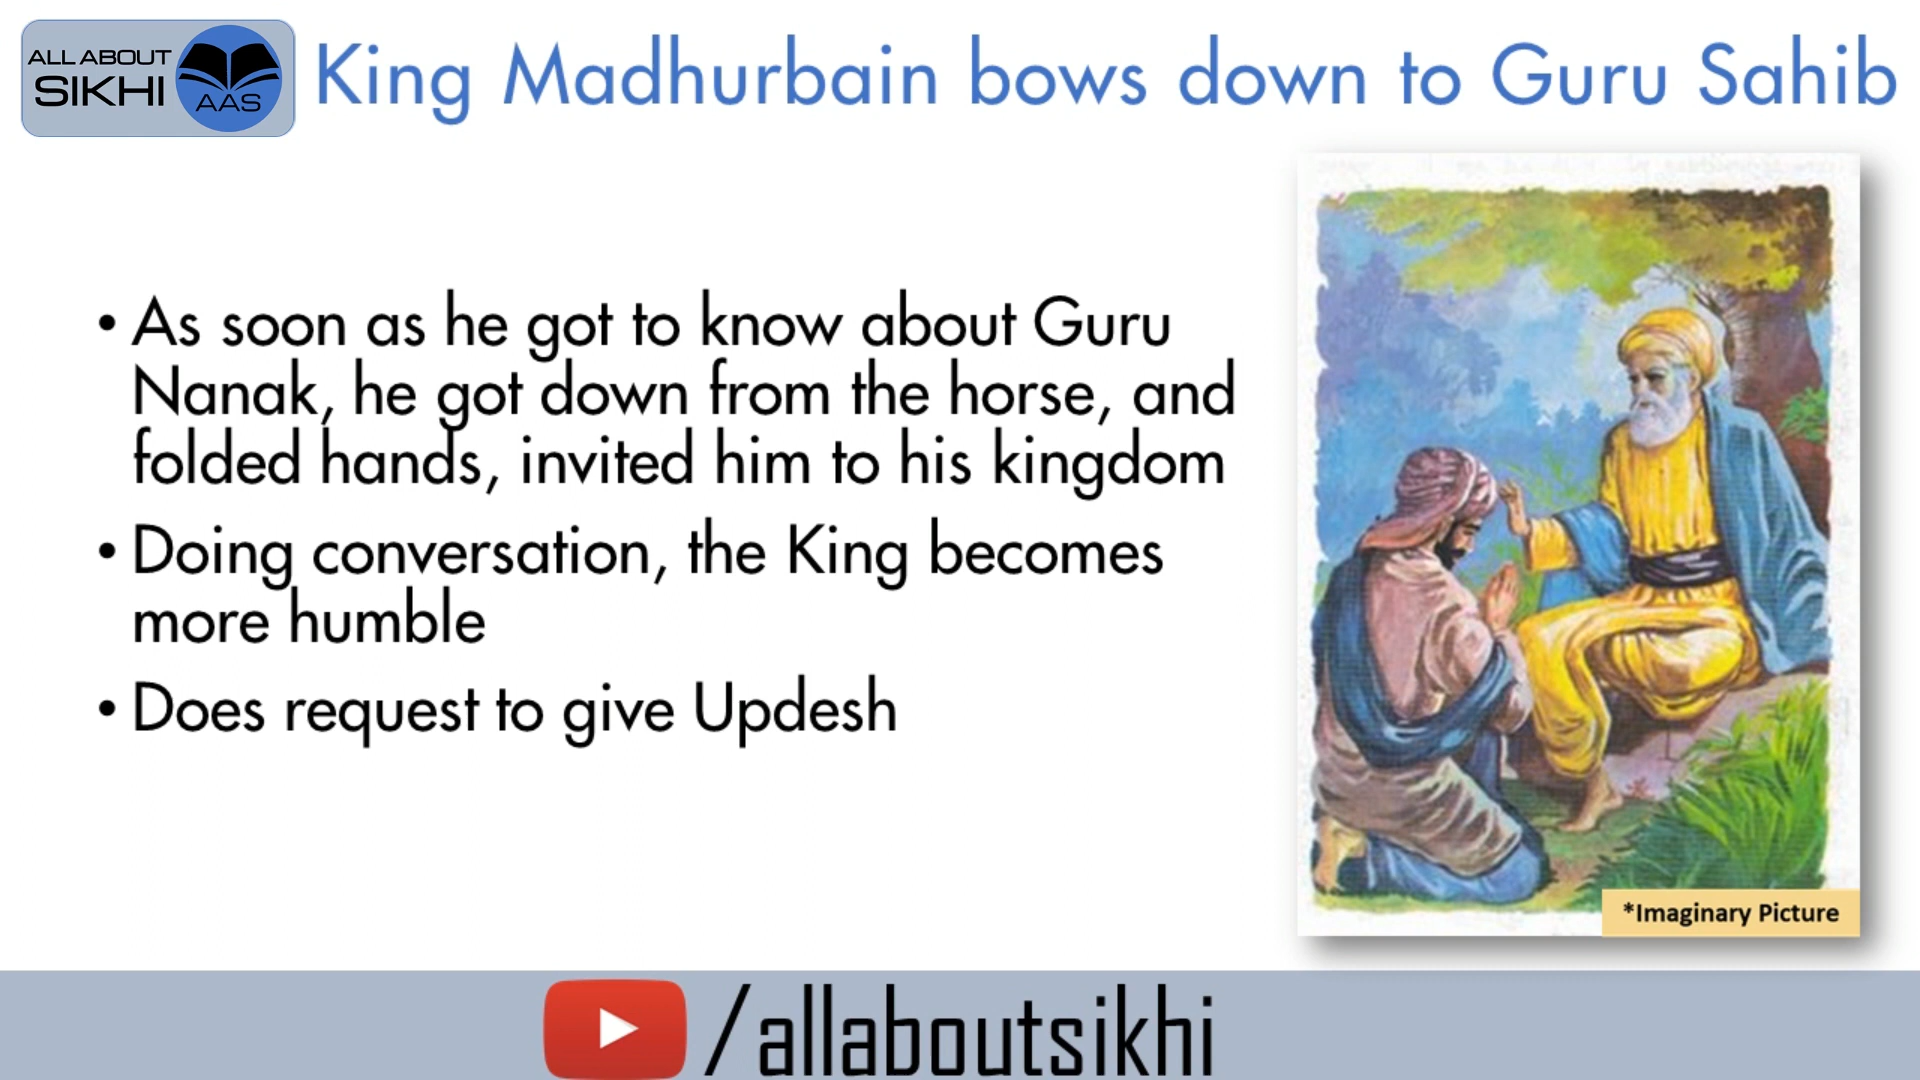 ALL ABOUT
SIKHI
AAS
King Madhurbain bows down to Guru Sahib
• As soon as he got to know about Guru
Nanak, he got down from the horse, and
folded hands, invited him to his kingdom
• Doing conversation, the King becomes
more humble
• Does request to give Updesh
*Imaginary Picture
/allaboutsikhi